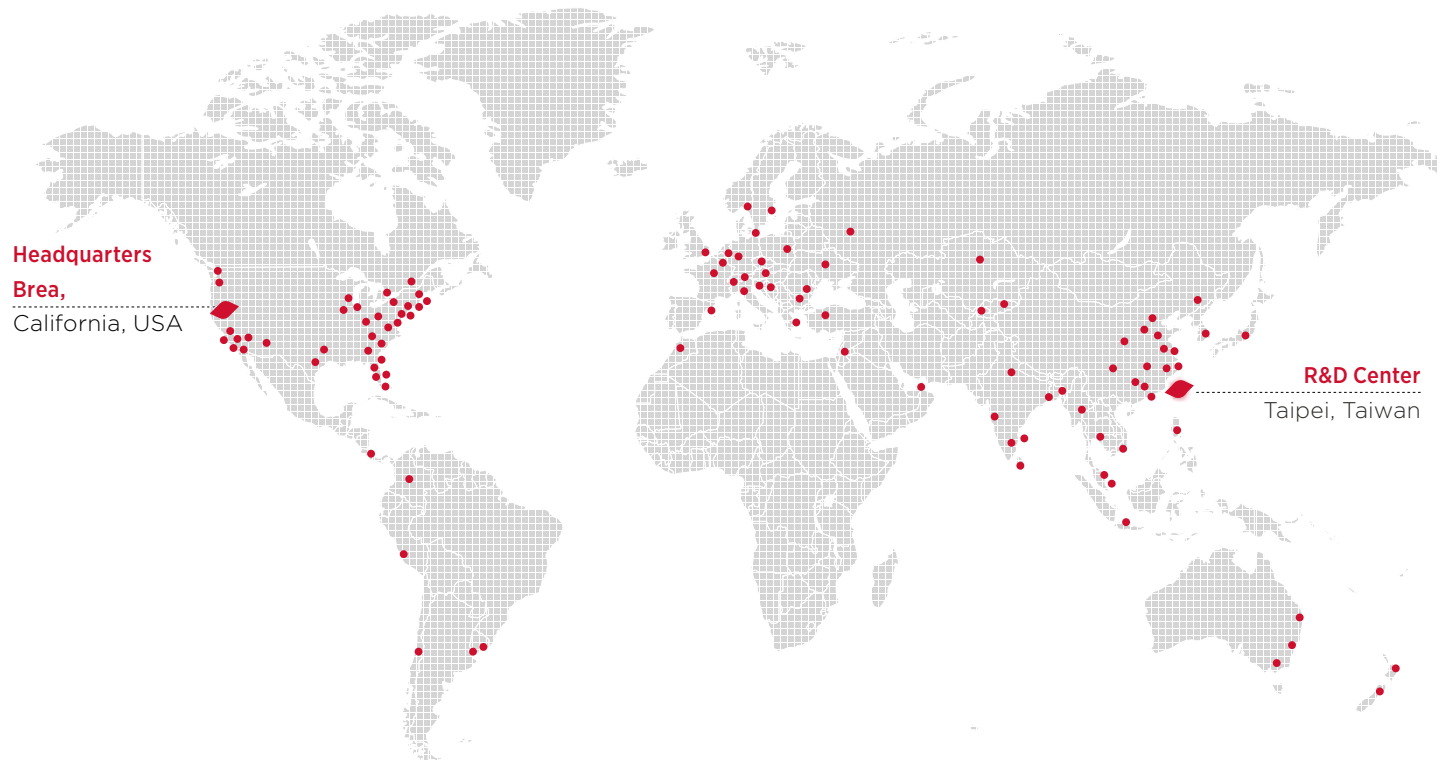 Headquarters
Brea,
California, USA
R&D Center
Taipei, Taiwan